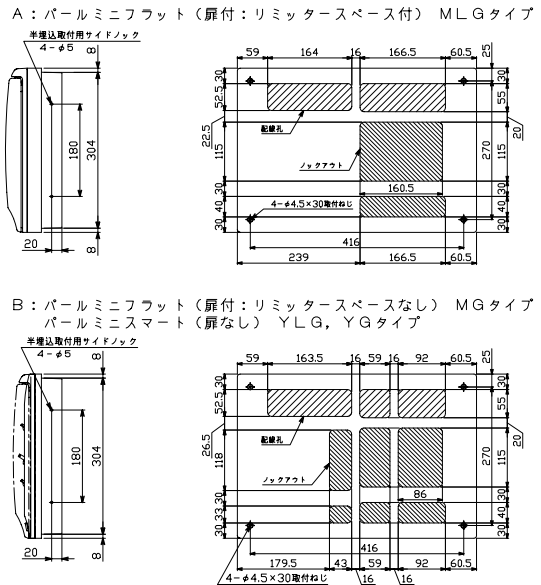 A：パールミニフラット（扉付：リミッタースペース付） MLGタイプ
半埋込取付用サイドノック
4-φ5
8
59 164 16 166.5 60.5
25
30
52.5
22.5
115
30
40
30
30
55
20
270
115
30
40
30
180
304
20
8
配線孔
ノックアウト
160.5
4-φ4.5×30取付ねじ
416
239 166.5 60.5
B：パールミニフラット（扉付：リミッタースペースなし） MGタイプ
パールミニスマート（扉なし） YLG，YGタイプ
半埋込取付用サイドノック
4-φ5
8
59 163.5 16 59 16 92 60.5
25
30
52.5
26.5
118
30
33
30
30
55
20
270
115
30
40
30
180
304
20
8
配線孔
ノックアウト
86
416
179.5 43 59 92 60.5
4-φ4.5×30取付ねじ
16 16